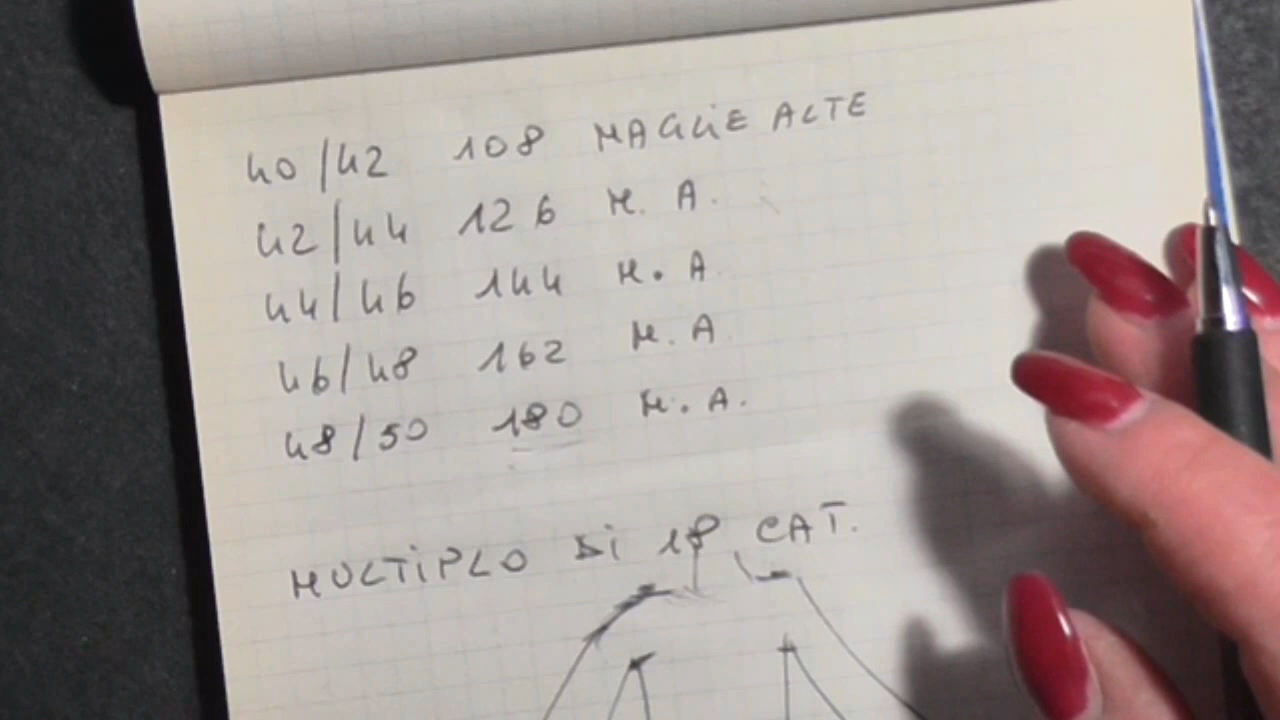 40/42 108 MAGLIE ALTE
42/44 126 M. A.
44/46 144 M. A
46/48 162 M. A
48/50 180 M. A.
MULTIPLO DI 18 CAT.